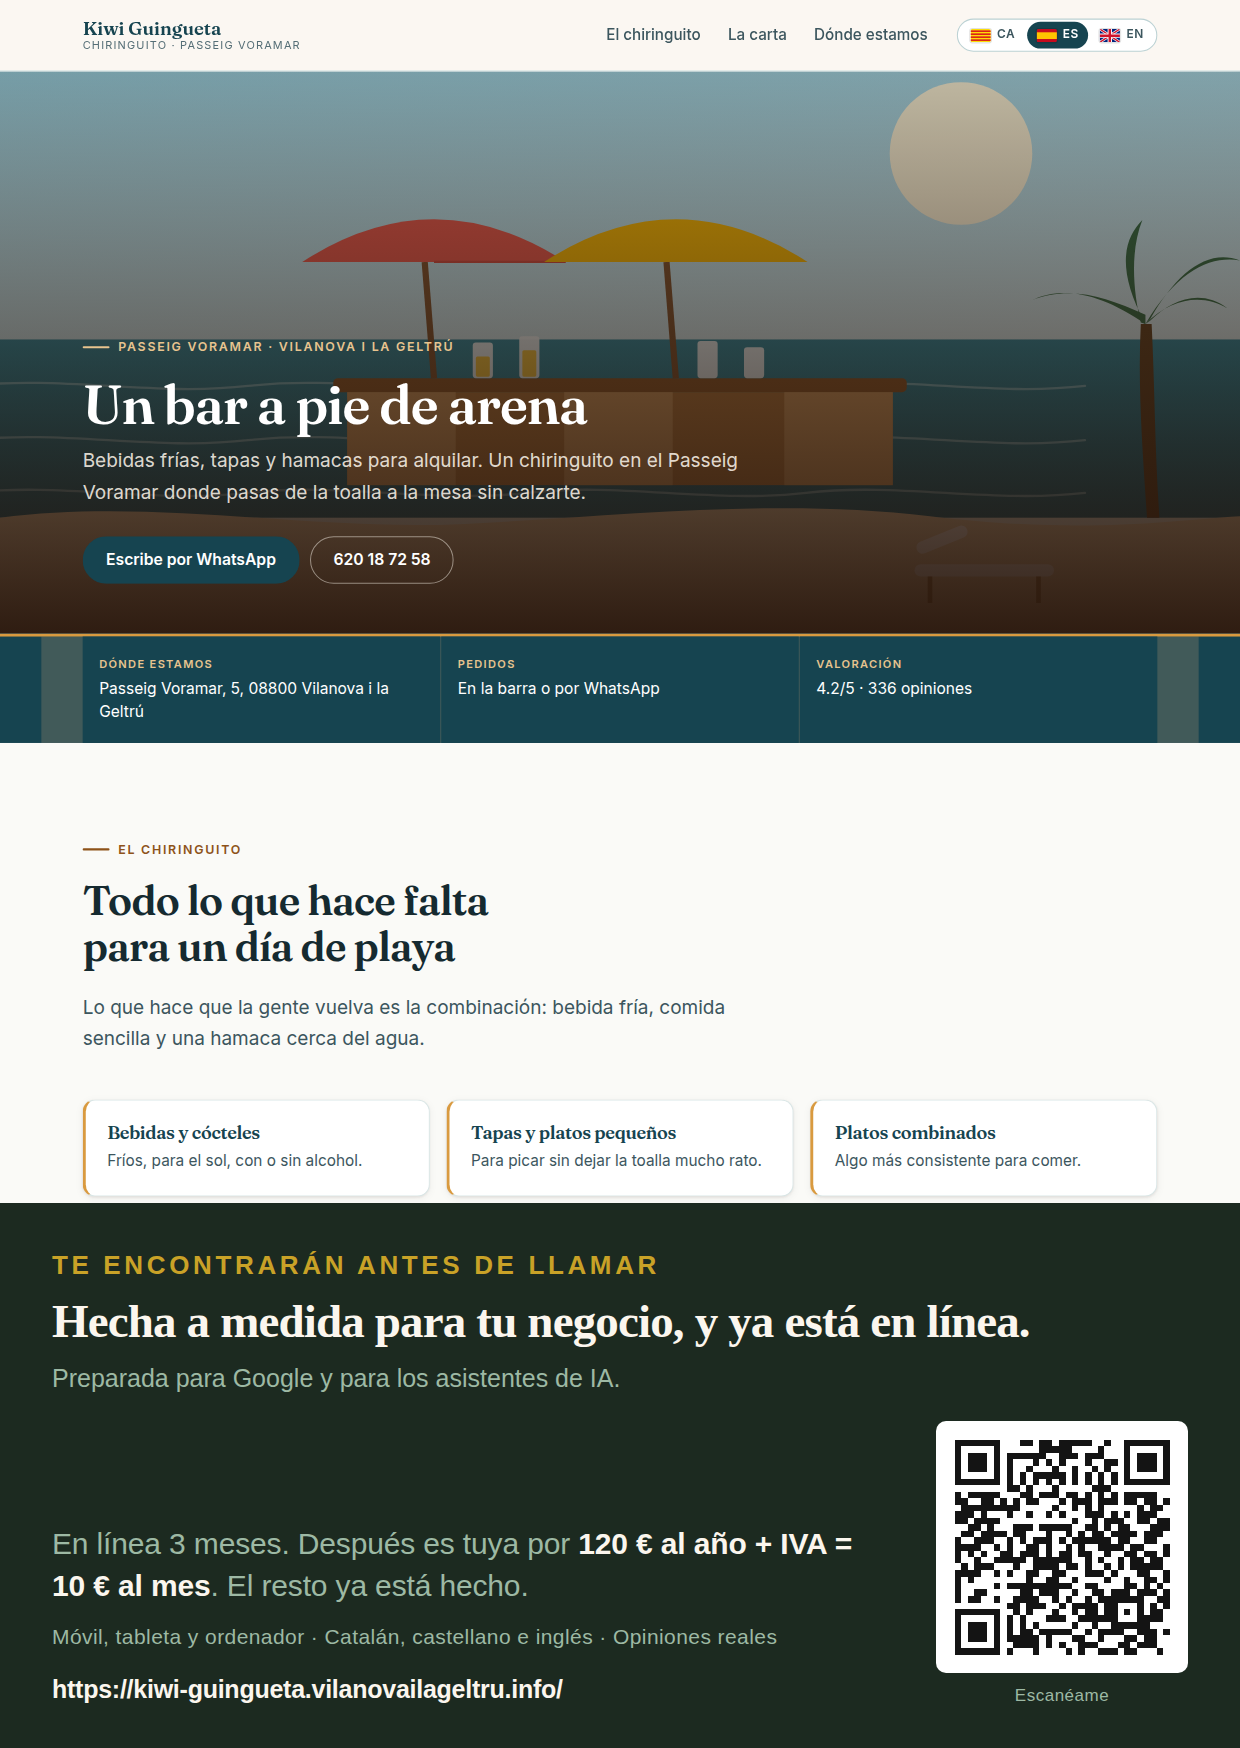 Kiwi Guingueta
CHIRINGUITO · PASSEIG VORAMAR
El chiringuito
La carta
Dónde estamos
CA
ES
EN
PASSEIG VORAMAR · VILANOVA I LA GELTRÚ
Un bar a pie de arena
Bebidas frías, tapas y hamacas para alquilar. Un chiringuito en el Passeig
Voramar donde pasas de la toalla a la mesa sin calzarte.
Escribe por WhatsApp
620 18 72 58
DÓNDE ESTAMOS
Passeig Voramar, 5, 08800 Vilanova i la
Geltrú
PEDIDOS
En la barra o por WhatsApp
VALORACIÓN
4.2/5 · 336 opiniones
EL CHIRINGUITO
Todo lo que hace falta
para un día de playa
Lo que hace que la gente vuelva es la combinación: bebida fría, comida
sencilla y una hamaca cerca del agua.
Bebidas y cócteles
Fríos, para el sol, con o sin alcohol.
Tapas y platos pequeños
Para picar sin dejar la toalla mucho rato.
Platos combinados
Algo más consistente para comer.
TE ENCONTRARÁN ANTES DE LLAMAR
Hecha a medida para tu negocio, y ya está en línea.
Preparada para Google y para los asistentes de IA.
En línea 3 meses. Después es tuya por 120 € al año + IVA =
10 € al mes. El resto ya está hecho.
Móvil, tableta y ordenador · Catalán, castellano e inglés · Opiniones reales
https://kiwi-guingueta.vilanovailageltru.info/
Escanéame